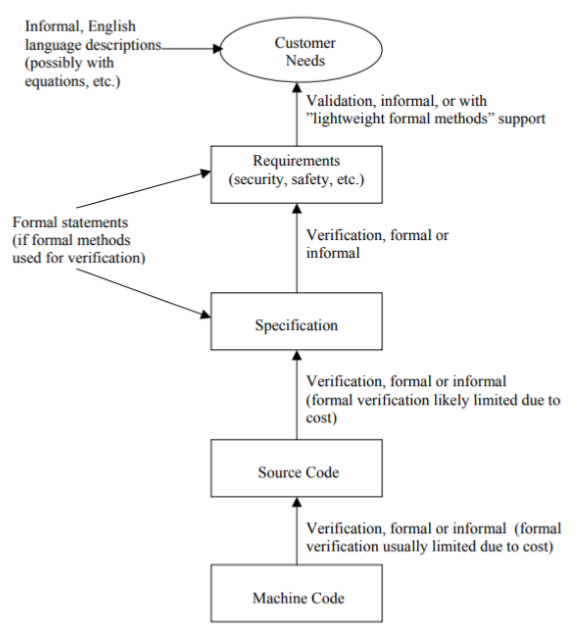 Informal, English
language descriptions
(possibly with
equations, etc.)
Customer
Needs
Validation, informal, or with
”lightweight formal methods” support
Requirements
(security, safety, etc.)
Formal statements
(if formal methods
used for verification)
Verification, formal or
informal
Specification
Verification, formal or informal
(formal verification likely limited due to
cost)
Source Code
Verification, formal or informal (formal
verification usually limited due to cost)
Machine Code